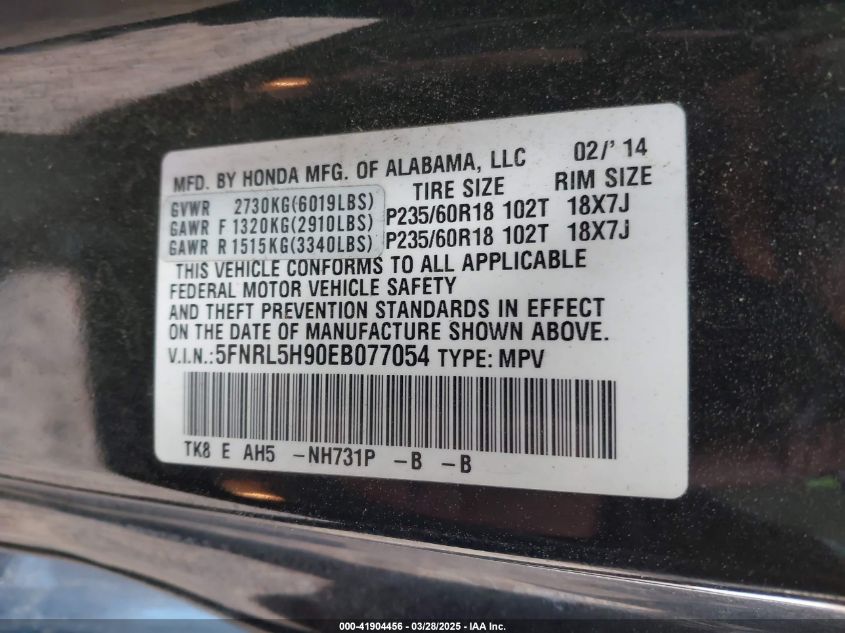 MFD. BY HONDA MFG. OF ALABAMA, LLC 02/' 14
TIRE SIZE RIM SIZE
GVWR 2730KG(6019LBS)
GAWR F 1320KG(2910LBS) P235/60R18 102T 18X7J
GAWR R 1515KG(3340LBS) P235/60R18 102T 18X7J
THIS VEHICLE CONFORMS TO ALL APPLICABLE
FEDERAL MOTOR VEHICLE SAFETY
AND THEFT PREVENTION STANDARDS IN EFFECT
ON THE DATE OF MANUFACTURE SHOWN ABOVE.
V.I.N.:5FNRL5H90EB077054 TYPE: MPV
TK8 E AH5 -NH731P -B -B
000-41904456 - 03/28/2025 - IAA Inc.